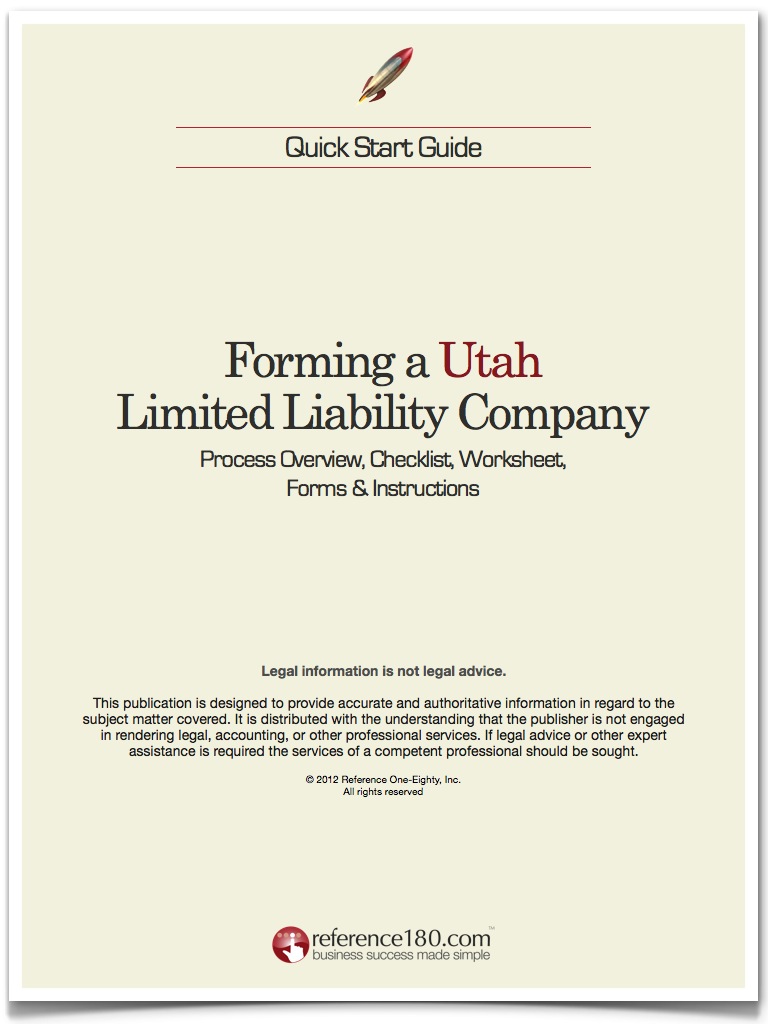 Quick Start Guide
Forming a Utah
Limited Liability Company
Process Overview, Checklist, Worksheet,
Forms & Instructions
Legal information is not legal advice.
This publication is designed to provide accurate and authoritative information in regard to the
subject matter covered. It is distributed with the understanding that the publisher is not engaged
in rendering legal, accounting, or other professional services. If legal advice or other expert
assistance is required the services of a competent professional should be sought.
© 2012 Reference One-Eighty, Inc.
All rights reserved
reference180.com™
business success made simple